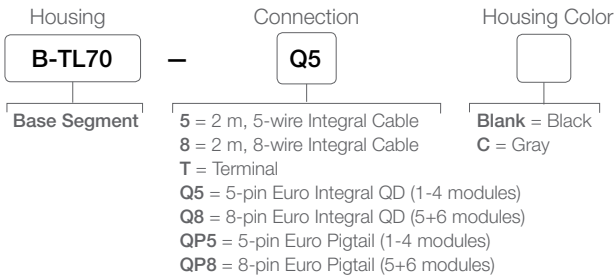 Housing Connection Housing Color
B-TL70 – Q5
Base Segment
5 = 2 m, 5-wire Integral Cable
8 = 2 m, 8-wire Integral Cable
T = Terminal
Q5 = 5-pin Euro Integral QD (1-4 modules)
Q8 = 8-pin Euro Integral QD (5+6 modules)
QP5 = 5-pin Euro Pigtail (1-4 modules)
QP8 = 8-pin Euro Pigtail (5+6 modules)
Blank = Black
C = Gray